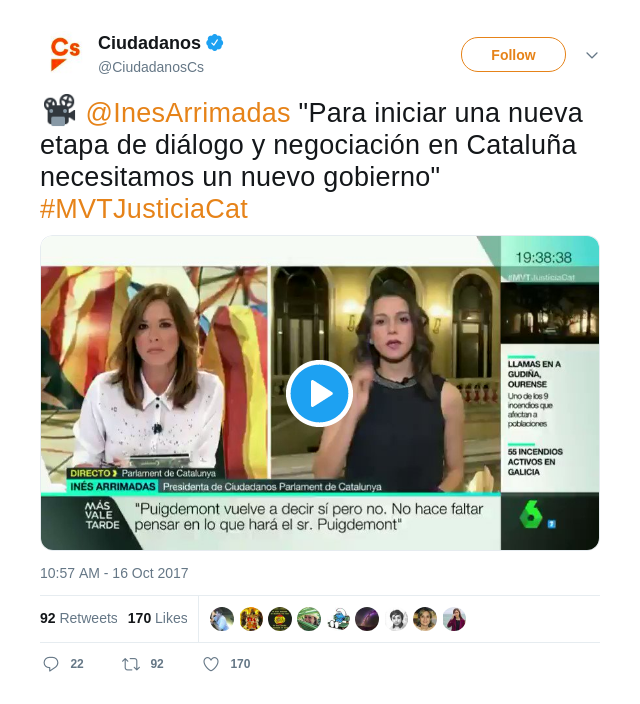 Cs
Ciudadanos
@CiudadanosCs
Follow
@InesArrimadas "Para iniciar una nueva
etapa de diálogo y negociación en Cataluña
necesitamos un nuevo gobierno"
#MVTJusticiaCat
19:38:38
#MVTJusticiaCat
LLAMAS EN A
GUDIÑA,
OURENSE
Uno de los 9
incendios que
afectan a
poblaciones
55 INCENDIOS
ACTIVOS EN
GALICIA
DIRECTO Parlament de Catalunya
INÉS ARRIMADAS Presidenta de Ciudadanos Parlament de Catalunya
MÁS
VALE
TARDE
"Puigdemont vuelve a decir sí pero no. No hace faltar
pensar en lo que hará el sr. Puigdemont"
6
7
10:57 AM - 16 Oct 2017
92 Retweets 170 Likes
22 92 170